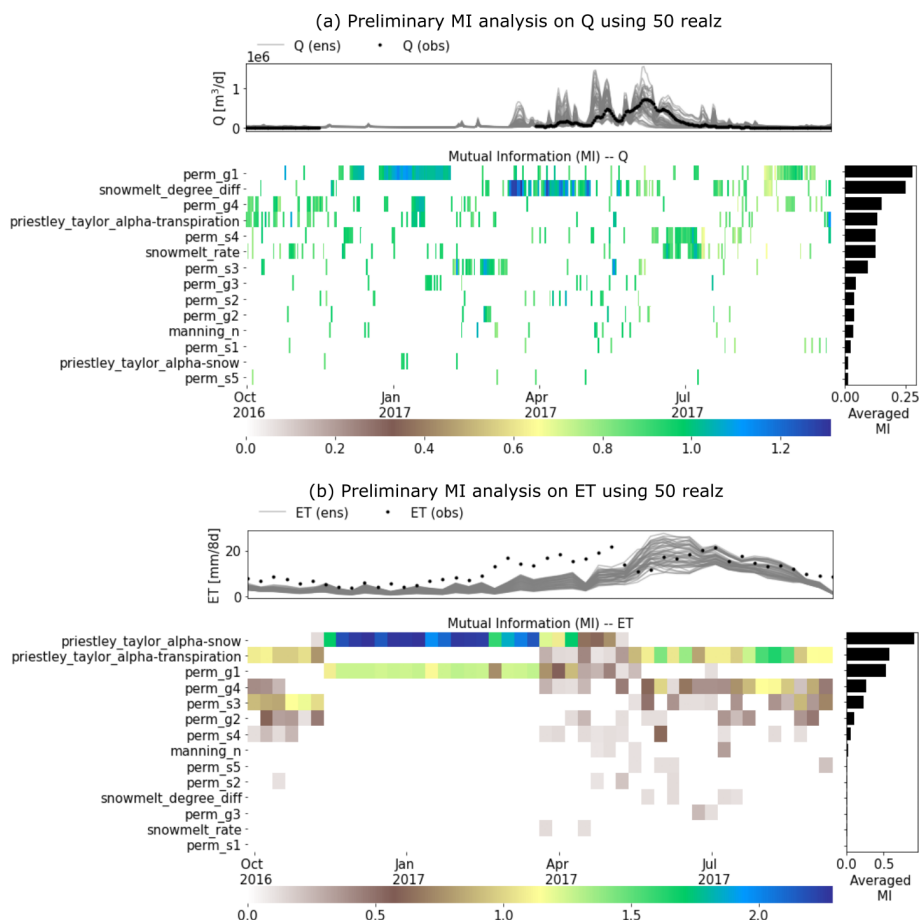 (a) Preliminary MI analysis on Q using 50 realz
Q (ens)
Q (obs)
1e6
1
0
Q [m³/d]
Mutual Information (MI) -- Q
perm_g1
snowmelt_degree_diff
perm_g4
priestley_taylor_alpha-transpiration
perm_s4
snowmelt_rate
perm_s3
perm_g3
perm_s2
perm_g2
manning_n
perm_s1
priestley_taylor_alpha-snow
perm_s5
Oct 2016
Jan 2017
Apr 2017
Jul 2017
0.00 0.25
Averaged
MI
0.0 0.2 0.4 0.6 0.8 1.0 1.2
(b) Preliminary MI analysis on ET using 50 realz
ET (ens)
ET (obs)
20
0
ET [mm/8d]
Mutual Information (MI) -- ET
priestley_taylor_alpha-snow
priestley_taylor_alpha-transpiration
perm_g1
perm_g4
perm_s3
perm_g2
perm_s4
manning_n
perm_s5
perm_s2
snowmelt_degree_diff
perm_g3
snowmelt_rate
perm_s1
Oct 2016
Jan 2017
Apr 2017
Jul 2017
0.0 0.5
Averaged
MI
0.0 0.5 1.0 1.5 2.0